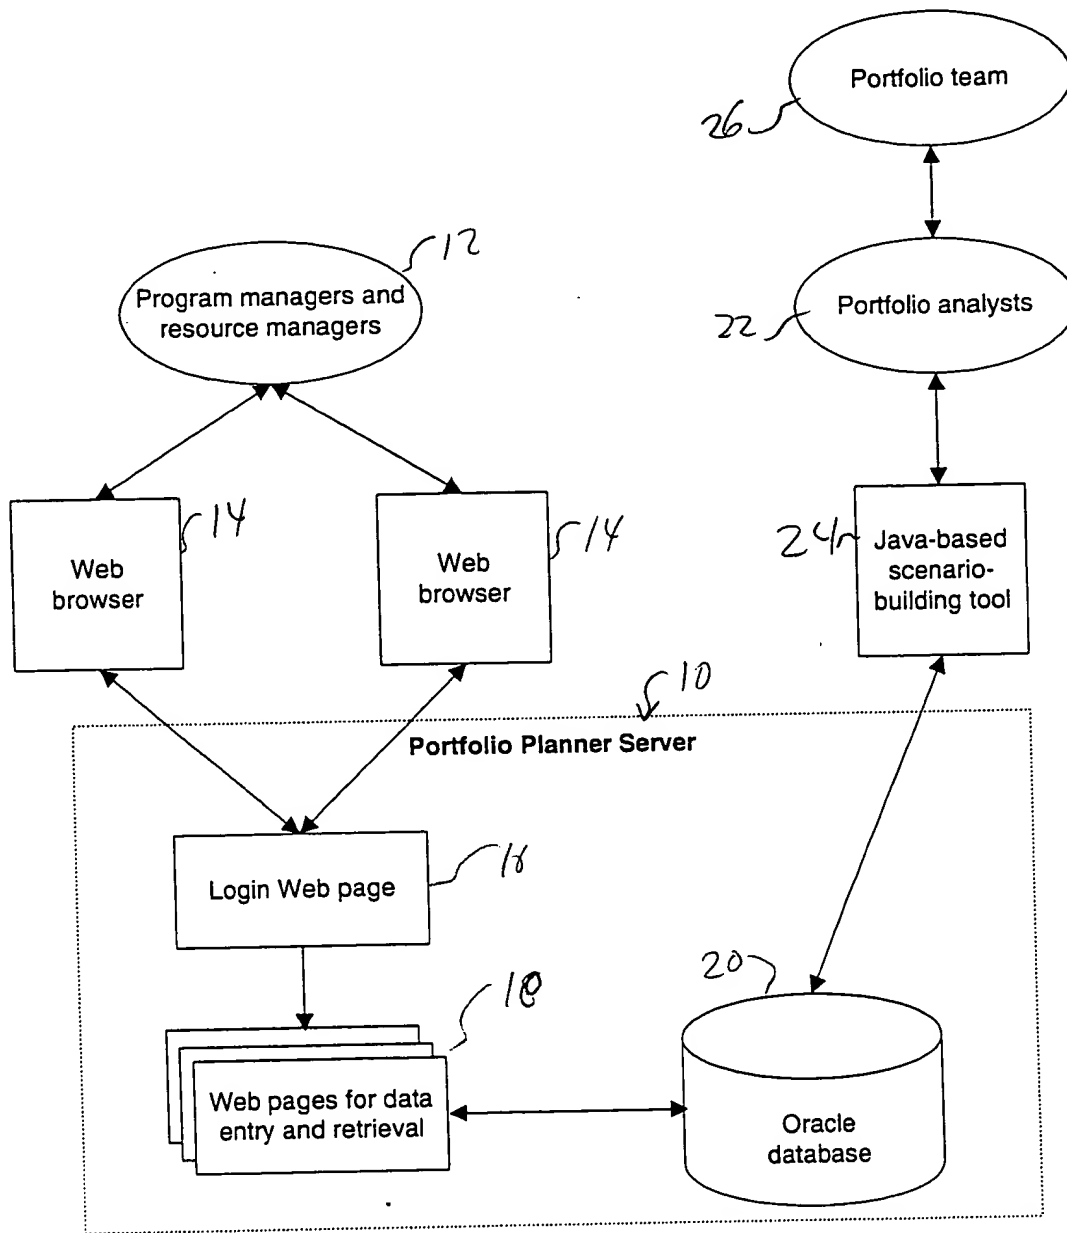 Portfolio team
26
12
Program managers and
resource managers
Portfolio analysts
22
14
Web
browser
14
Web
browser
24
Java-based
scenario-
building tool
10
Portfolio Planner Server
Login Web page
16
20
18
Web pages for data
entry and retrieval
Oracle
database